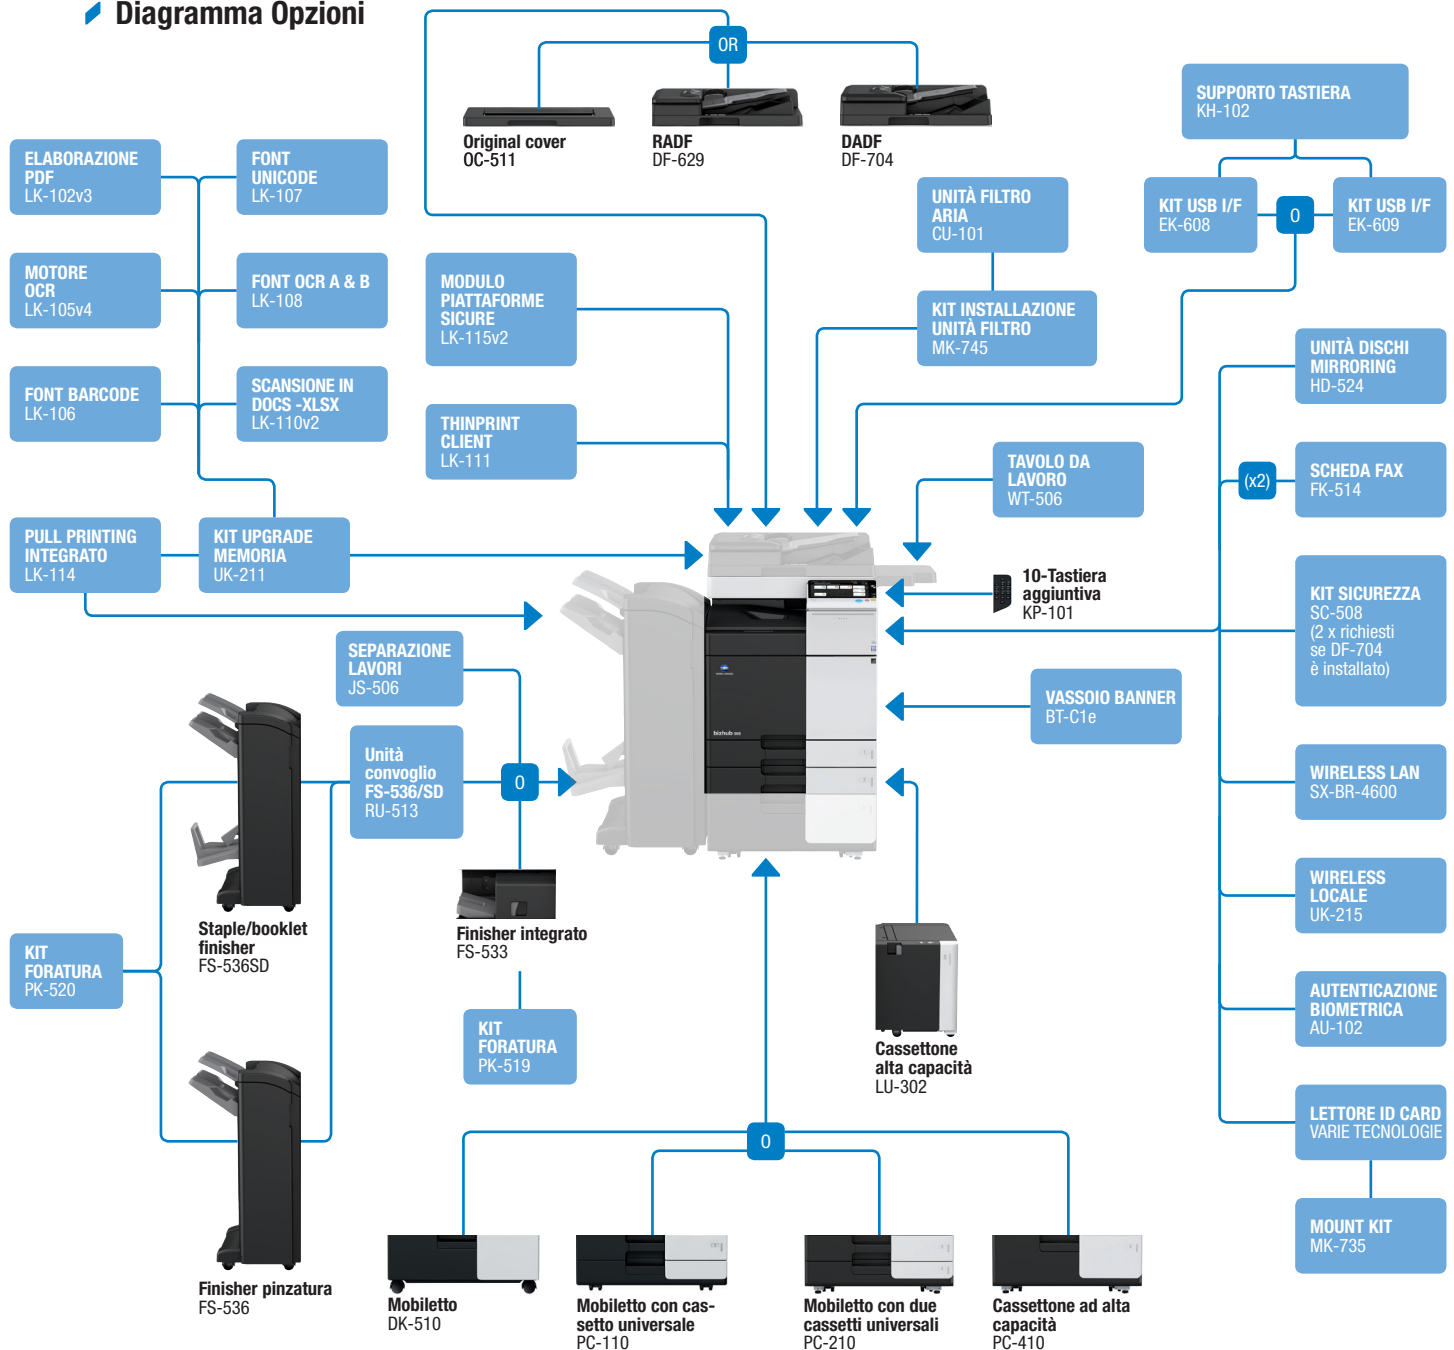 Diagramma Opzioni
OR
Original cover
OC-511
RADF
DF-629
DADF
DF-704
SUPPORTO TASTIERA
KH-102
KIT USB I/F
EK-608
O
KIT USB I/F
EK-609
ELABORAZIONE
PDF
LK-102v3
FONT
UNICODE
LK-107
MOTORE
OCR
LK-105v4
FONT OCR A & B
LK-108
FONT BARCODE
LK-106
SCANSIONE IN
DOCS -XLSX
LK-110v2
PULL PRINTING
INTEGRATO
LK-114
KIT UPGRADE
MEMORIA
UK-211
MODULO
PIATTAFORME
SICURE
LK-115v2
THINPRINT
CLIENT
LK-111
UNITÀ FILTRO
ARIA
CU-101
KIT INSTALLAZIONE
UNITÀ FILTRO
MK-745
TAVOLO DA
LAVORO
WT-506
10-Tastiera
aggiuntiva
KP-101
VASSOIO BANNER
BT-C1e
UNITÀ DISCHI
MIRRORING
HD-524
(x2)
SCHEDA FAX
FK-514
KIT SICUREZZA
SC-508
(2 x richiesti
se DF-704
è installato)
WIRELESS LAN
SX-BR-4600
WIRELESS
LOCALE
UK-215
AUTENTICAZIONE
BIOMETRICA
AU-102
LETTORE ID CARD
VARIE TECNOLOGIE
MOUNT KIT
MK-735
SEPARAZIONE
LAVORI
JS-506
Unità
convoglio
FS-536/SD
RU-513
O
bizhub
Finisher integrato
FS-533
KIT
FORATURA
PK-519
Staple/booklet
finisher
FS-536SD
KIT
FORATURA
PK-520
Finisher pinzatura
FS-536
Cassettone
alta capacità
LU-302
O
Mobiletto
DK-510
Mobiletto con cas-
setto universale
PC-110
Mobiletto con due
cassetti universali
PC-210
Cassettone ad alta
capacità
PC-410